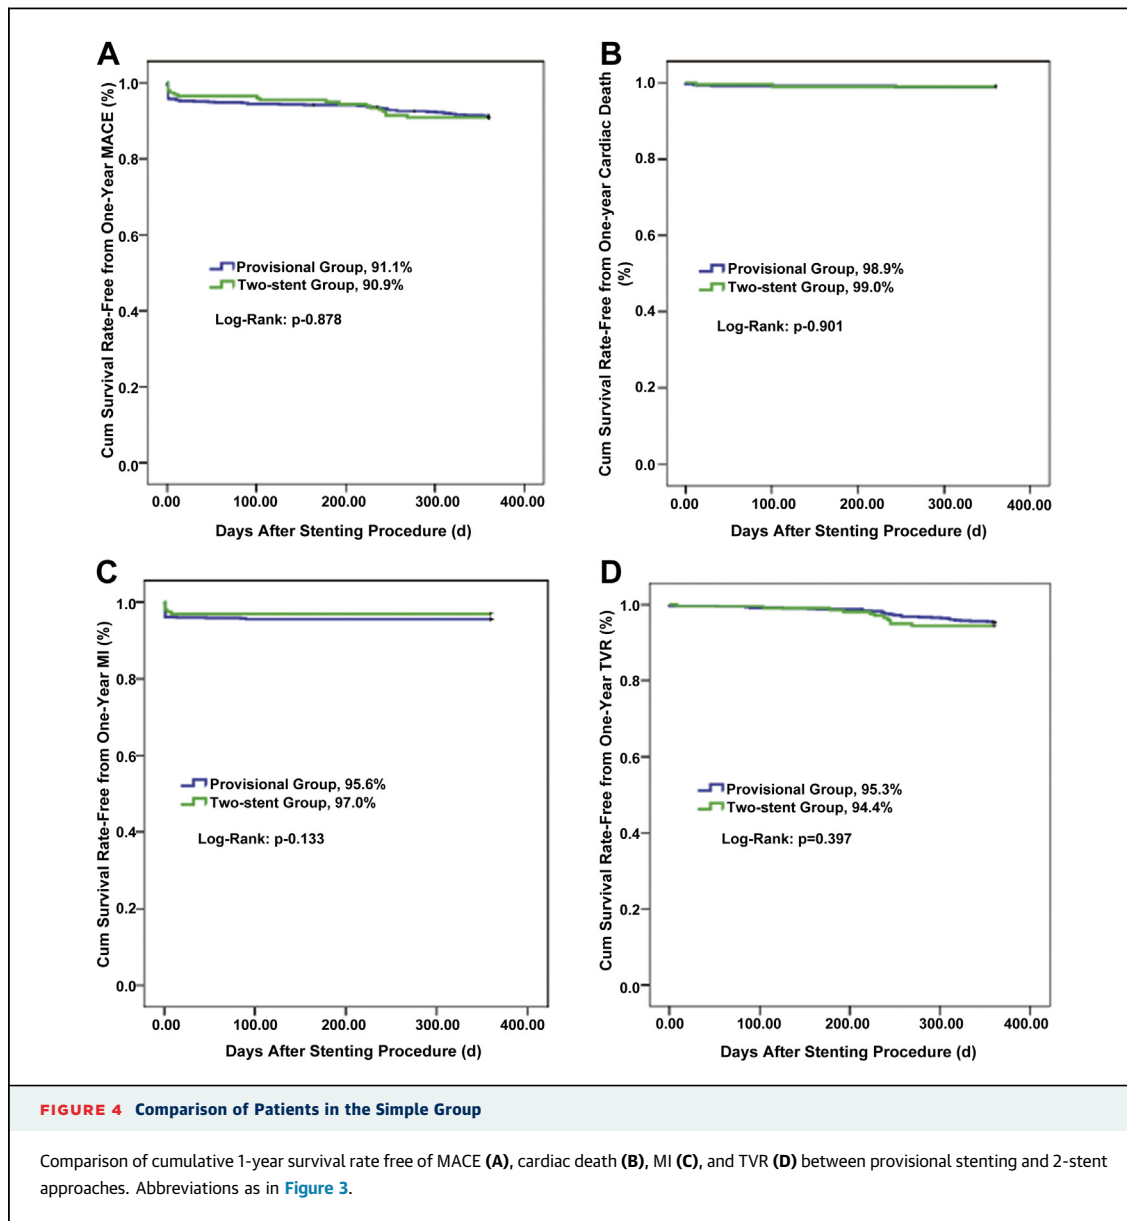 A
Cum Survival Rate-Free from One-Year MACE (%)
1.0
0.8
0.6
0.4
0.2
0.0
Provisional Group, 91.1%
Two-stent Group, 90.9%
Log-Rank: p-0.878
0.00 100.00 200.00 300.00 400.00
Days After Stenting Procedure (d)
B
Cum Survival Rate-Free from One-year Cardiac Death
(%)
1.0
0.8
0.6
0.4
0.2
0.0
Provisional Group, 98.9%
Two-stent Group, 99.0%
Log-Rank: p-0.901
0.00 100.00 200.00 300.00 400.00
Days After Stenting Procedure (d)
C
Cum Survival Rate-Free from One-Year MI (%)
1.0
0.8
0.6
0.4
0.2
0.0
Provisional Group, 95.6%
Two-stent Group, 97.0%
Log-Rank: p-0.133
0.00 100.00 200.00 300.00 400.00
Days After Stenting Procedure (d)
D
Cum Survival Rate-Free from One-Year TVR (%)
1.0
0.8
0.6
0.4
0.2
0.0
Provisional Group, 95.3%
Two-stent Group, 94.4%
Log-Rank: p=0.397
0.00 100.00 200.00 300.00 400.00
Days After Stenting Procedure (d)
FIGURE 4 Comparison of Patients in the Simple Group
Comparison of cumulative 1-year survival rate free of MACE (A), cardiac death (B), MI (C), and TVR (D) between provisional stenting and 2-stent
approaches. Abbreviations as in Figure 3.